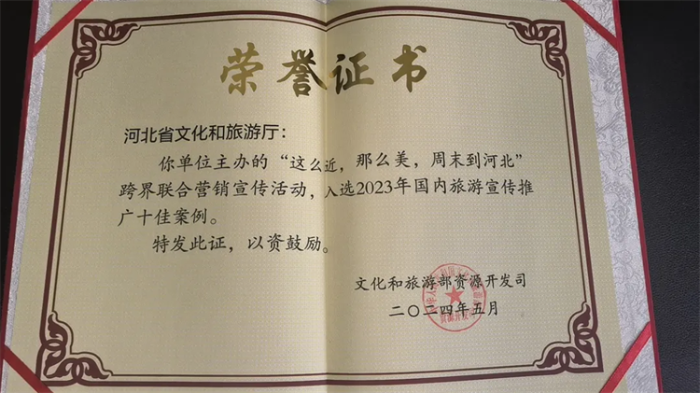 荣誉证书
河北省文化和旅游厅：
你单位主办的“这么近，那么美，周末到河北”
跨界联合营销宣传活动，入选2023年国内旅游宣传推
广十佳案例。
特发此证，以资鼓励。
文化和旅游部资源开发司
二〇二四年五月